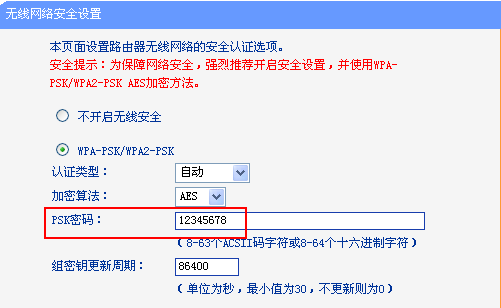 无线网络安全设置
本页面设置路由器无线网络的安全认证选项。
安全提示：为保障网络安全，强烈推荐开启安全设置，并使用WPA-
PSK/WPA2-PSK AES加密方法。
不开启无线安全
WPA-PSK/WPA2-PSK
认证类型： 自动
加密算法： AES
PSK密码： 12345678
（8-63个ACSII码字符或8-64个十六进制字符）
组密钥更新周期： 86400
（单位为秒，最小值为30，不更新则为0）